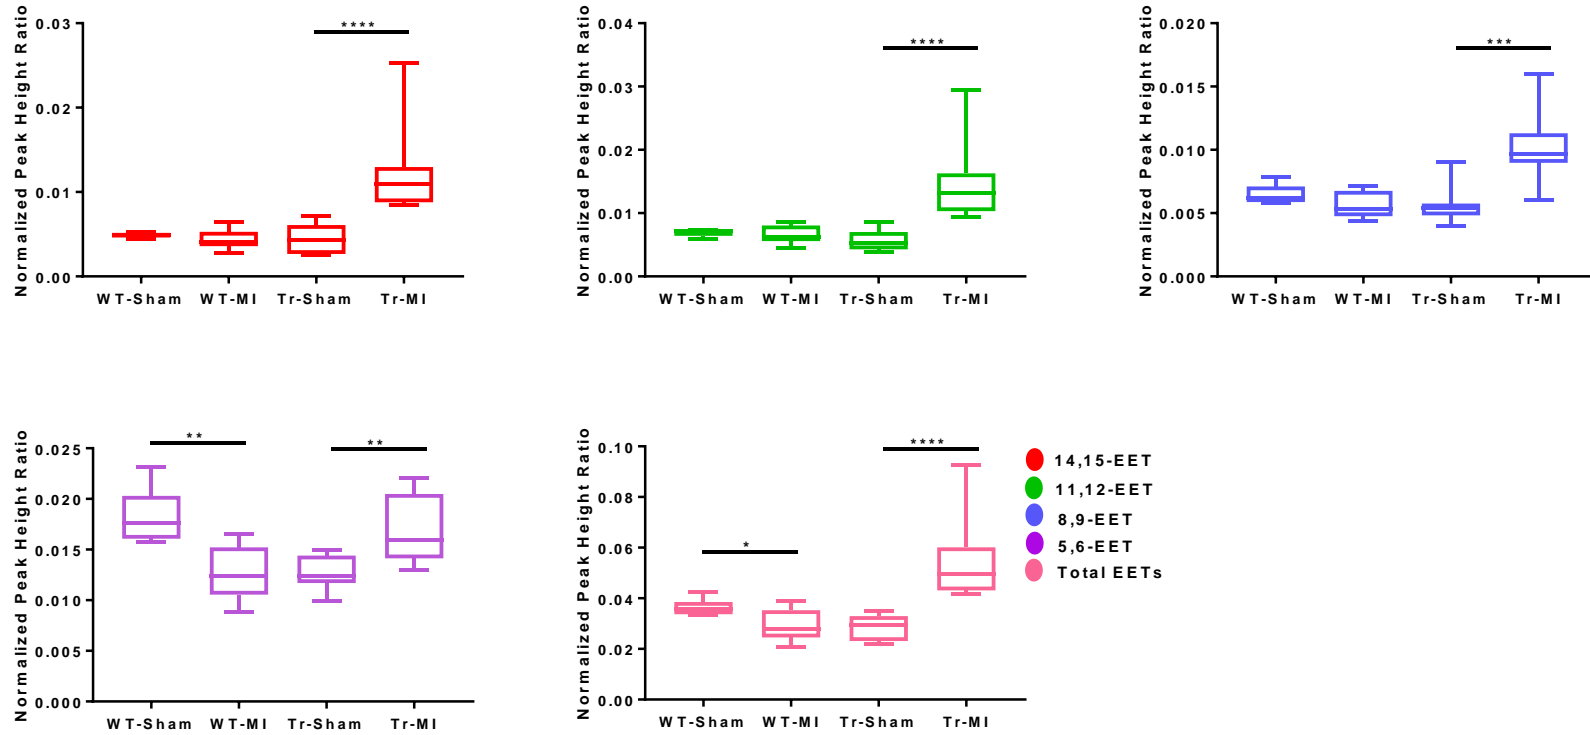 Normalized Peak Height Ratio
0.03
0.02
0.01
0.00
****
WT-Sham WT-MI Tr-Sham Tr-MI
Normalized Peak Height Ratio
0.04
0.03
0.02
0.01
0.00
****
WT-Sham WT-MI Tr-Sham Tr-MI
Normalized Peak Height Ratio
0.020
0.015
0.010
0.005
0.000
***
WT-Sham WT-MI Tr-Sham Tr-MI
Normalized Peak Height Ratio
0.025
0.020
0.015
0.010
0.005
0.000
** **
WT-Sham WT-MI Tr-Sham Tr-MI
Normalized Peak Height Ratio
0.10
0.08
0.06
0.04
0.02
0.00
****
*
WT-Sham WT-MI Tr-Sham Tr-MI
14,15-EET
11,12-EET
8,9-EET
5,6-EET
Total EETs